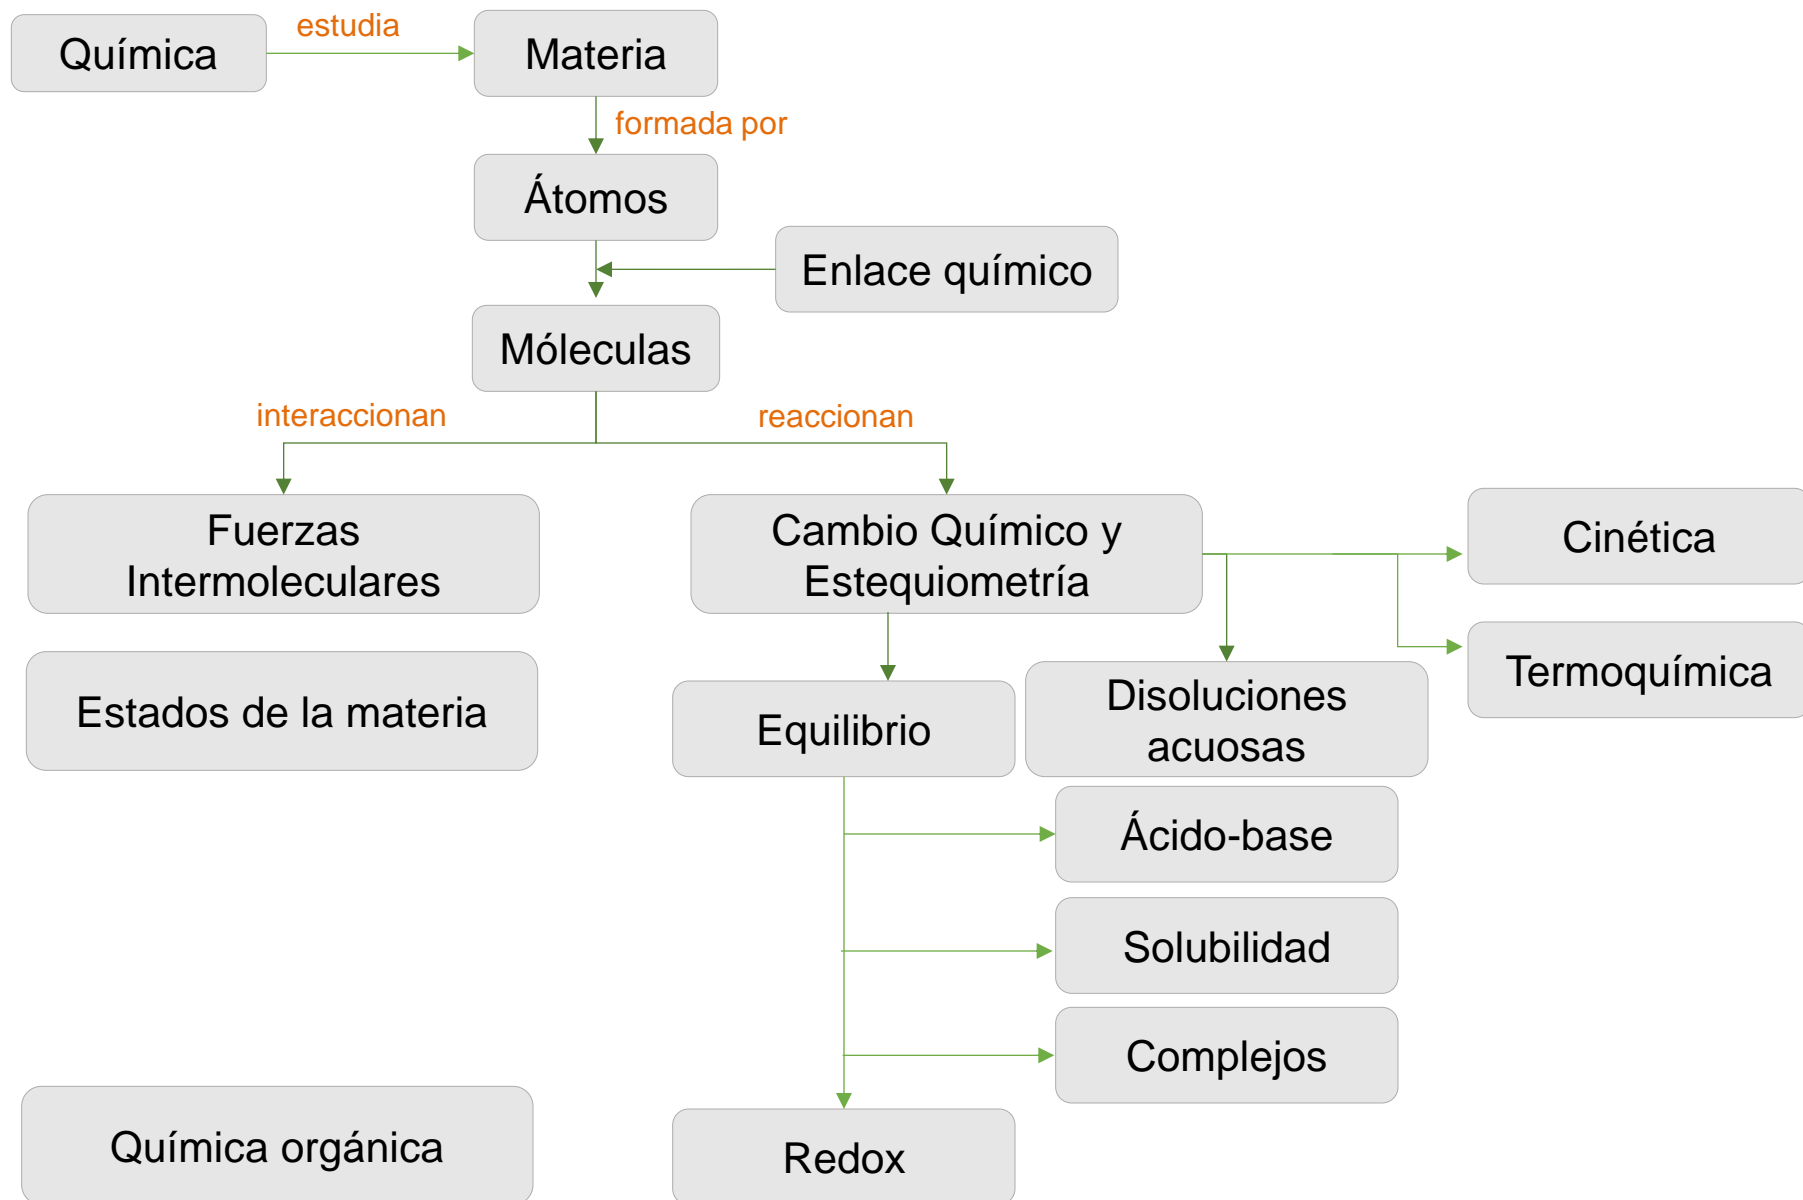 Química
estudia
Materia
formada por
Átomos
Enlace químico
Móleculas
interaccionan
reaccionan
Fuerzas
Intermoleculares
Cambio Químico y
Estequiometría
Cinética
Termoquímica
Estados de la materia
Equilibrio
Disoluciones
acuosas
Ácido-base
Solubilidad
Complejos
Química orgánica
Redox